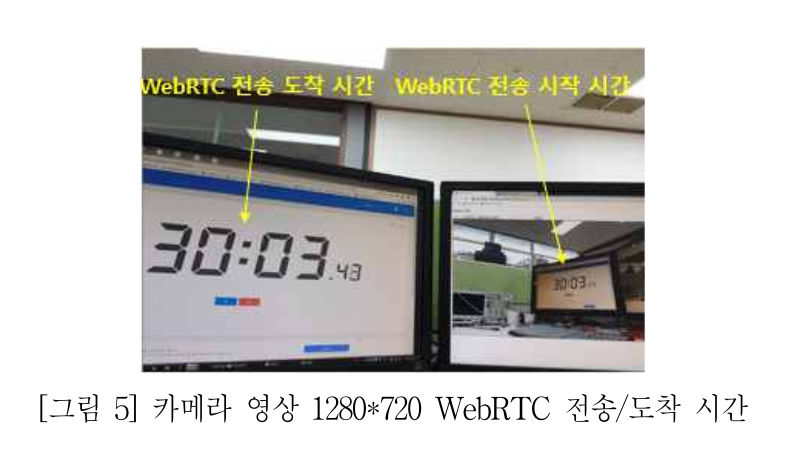 WebRTC 전송 도착 시간 WebRTC 전송 시작 시간
30:03.43
30:03
[그림 5] 카메라 영상 1280*720 WebRTC 전송/도착 시간